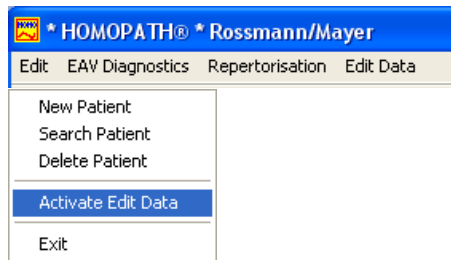 HOMO
* HOMOPATH® * Rossmann/Mayer
Edit EAV Diagnostics Repertorisation Edit Data
New Patient
Search Patient
Delete Patient
Activate Edit Data
Exit